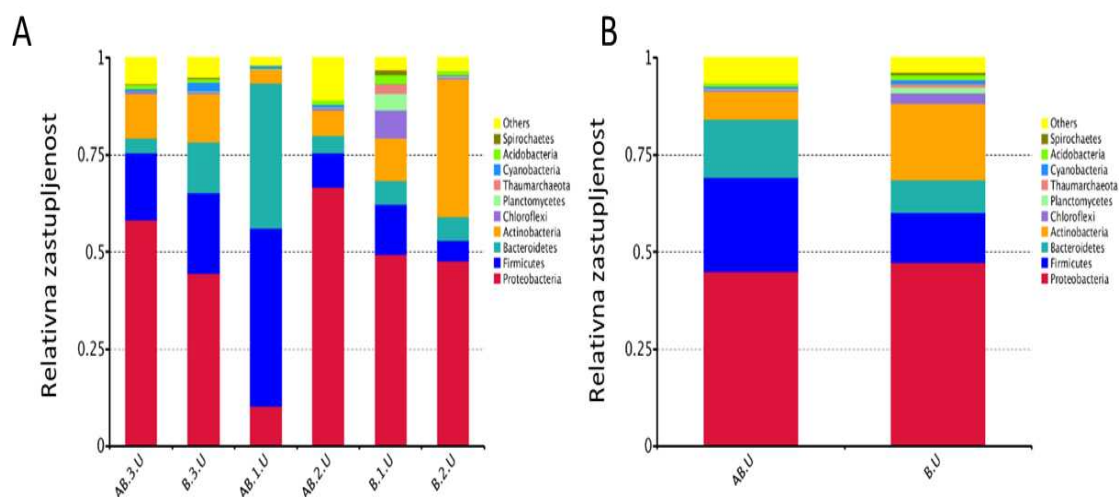 A
Relativna zastupljenost
1
0.75
0.5
0.25
0
AB.3.U
B.3.U
AB.1.U
AB.2.U
B.1.U
B.2.U
Others
Spirochaetes
Acidobacteria
Cyanobacteria
Thaumarchaeota
Planctomycetes
Chloroflexi
Actinobacteria
Bacteroidetes
Firmicutes
Proteobacteria
B
Relativna zastupljenost
1
0.75
0.5
0.25
0
AB.U
B.U
Others
Spirochaetes
Acidobacteria
Cyanobacteria
Thaumarchaeota
Planctomycetes
Chloroflexi
Actinobacteria
Bacteroidetes
Firmicutes
Proteobacteria